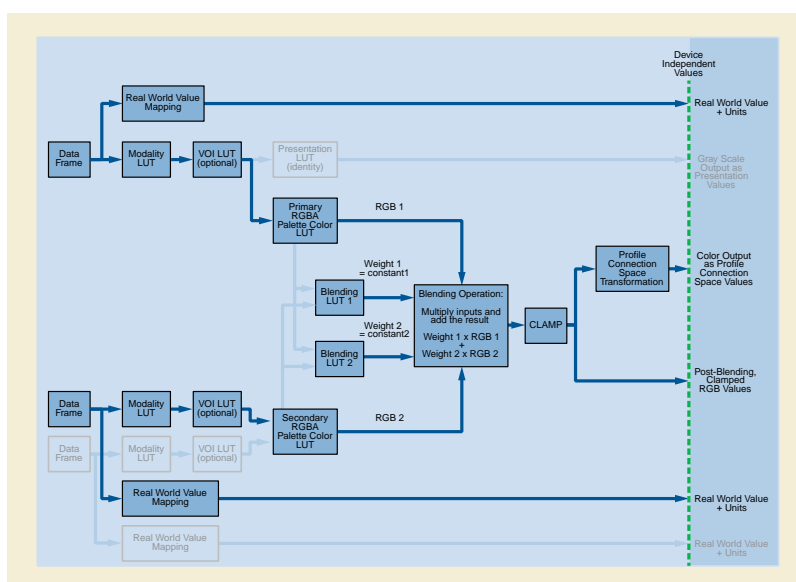 Device
Independent
Values
Real World Value
Mapping
Real World Value
+ Units
Data
Frame
Modality
LUT
VOI LUT
(optional)
Presentation
LUT
(identity)
Gray Scale
Output as
Presentation
Values
Primary
RGBA
Palette Color
LUT
RGB 1
Weight 1
= constant1
Blending
LUT 1
Weight 2
= constant2
Blending
LUT 2
Blending Operation:
Multiply inputs and
add the result
Weight 1 x RGB 1
+
Weight 2 x RGB 2
CLAMP
Profile
Connection
Space
Transformation
Color Output
as Profile
Connection
Space Values
Post-Blending,
Clamped
RGB Values
Data
Frame
Modality
LUT
VOI LUT
(optional)
Secondary
RGBA
Palette Color
LUT
RGB 2
Data
Frame
Modality
LUT
VOI LUT
(optional)
Real World Value
Mapping
Real World Value
+ Units
Real World Value
Mapping
Real World Value
+ Units